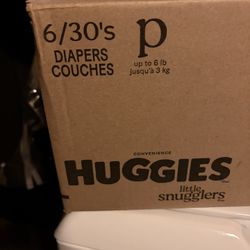 6/30's
DIAPERS
COUCHES
p
up to 6 lb
jusqu'à 3 kg
CONVENIENCE
HUGGIES
little
snugglers